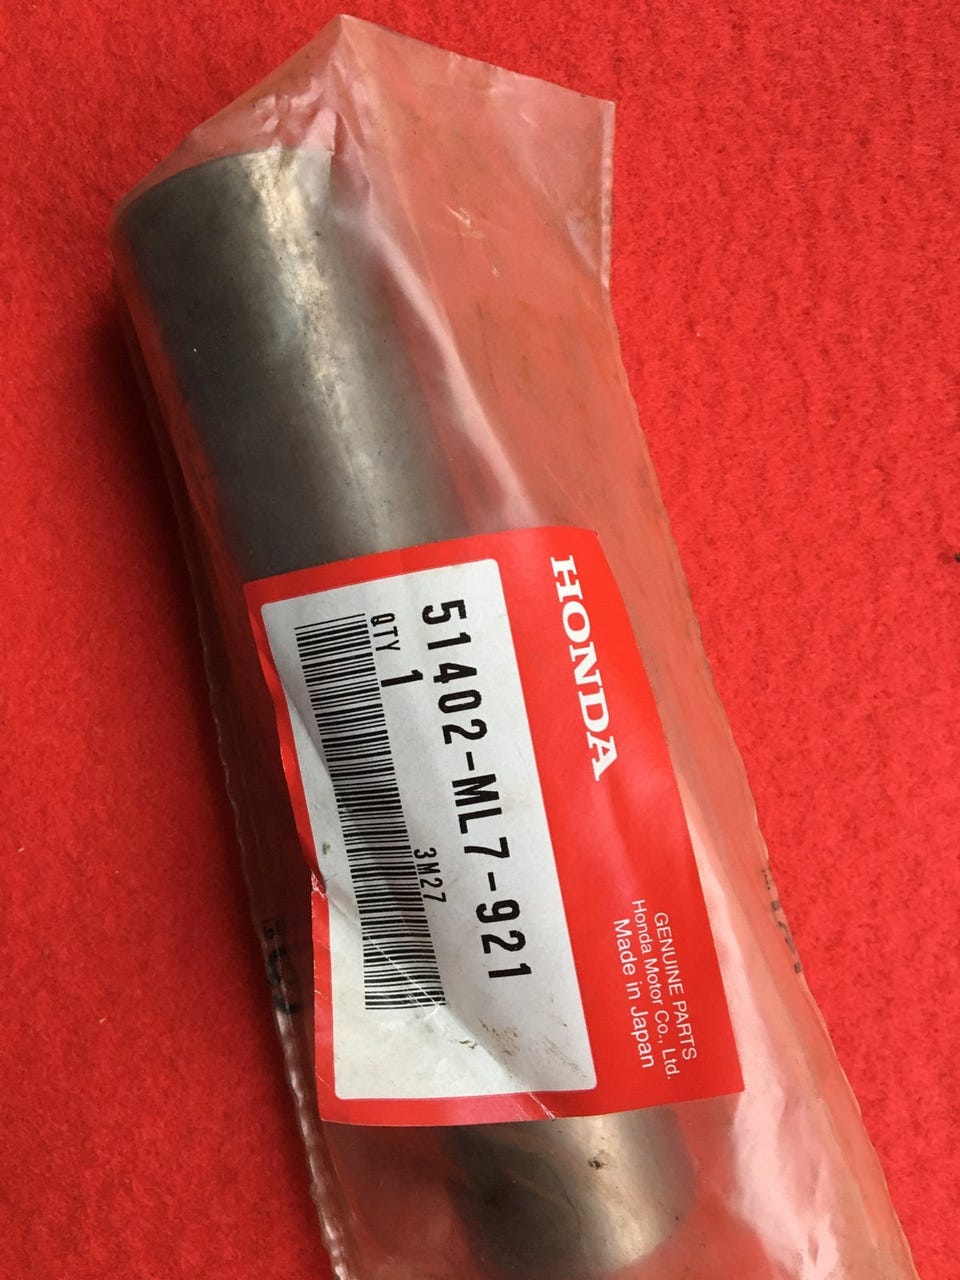 HONDA
GENUINE PARTS
Honda Motor Co., Ltd.
Made in Japan
51402-ML7-921
QTY 1
3M27